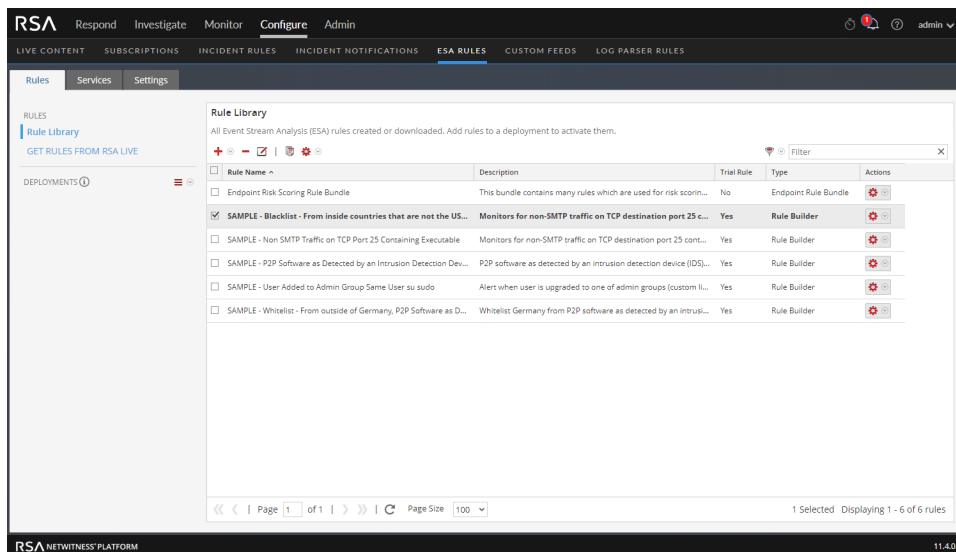 RSA Respond Investigate Monitor Configure Admin 1 admin
LIVE CONTENT SUBSCRIPTIONS INCIDENT RULES INCIDENT NOTIFICATIONS ESA RULES CUSTOM FEEDS LOG PARSER RULES
Rules Services Settings
RULES
Rule Library
GET RULES FROM RSA LIVE
DEPLOYMENTS
Rule Library
All Event Stream Analysis (ESA) rules created or downloaded. Add rules to a deployment to activate them.
Filter
Rule Name Description Trial Rule Type Actions
Endpoint Risk Scoring Rule Bundle This bundle contains many rules which are used for risk scorin... No Endpoint Rule Bundle
SAMPLE - Blacklist - From inside countries that are not the US... Monitors for non-SMTP traffic on TCP destination port 25 c... Yes Rule Builder
SAMPLE - Non SMTP Traffic on TCP Port 25 Containing Executable Monitors for non-SMTP traffic on TCP destination port 25 cont... Yes Rule Builder
SAMPLE - P2P Software as Detected by an Intrusion Detection Dev... P2P software as detected by an intrusion detection device (IDS)... Yes Rule Builder
SAMPLE - User Added to Admin Group Same User su sudo Alert when user is upgraded to one of admin groups (custom li... Yes Rule Builder
SAMPLE - Whitelist - From outside of Germany, P2P Software as D... Whitelist Germany from P2P software as detected by an intrusi... Yes Rule Builder
Page 1 of 1 Page Size 100 1 Selected Displaying 1 - 6 of 6 rules
RSA NETWITNESS® PLATFORM 11.4.0